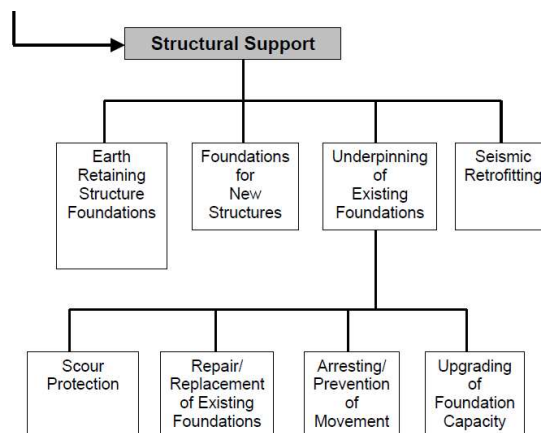 Structural Support
Earth
Retaining
Structure
Foundations
Foundations
for
New
Structures
Underpinning
of
Existing
Foundations
Seismic
Retrofitting
Scour
Protection
Repair/
Replacement
of Existing
Foundations
Arresting/
Prevention
of
Movement
Upgrading
of
Foundation
Capacity